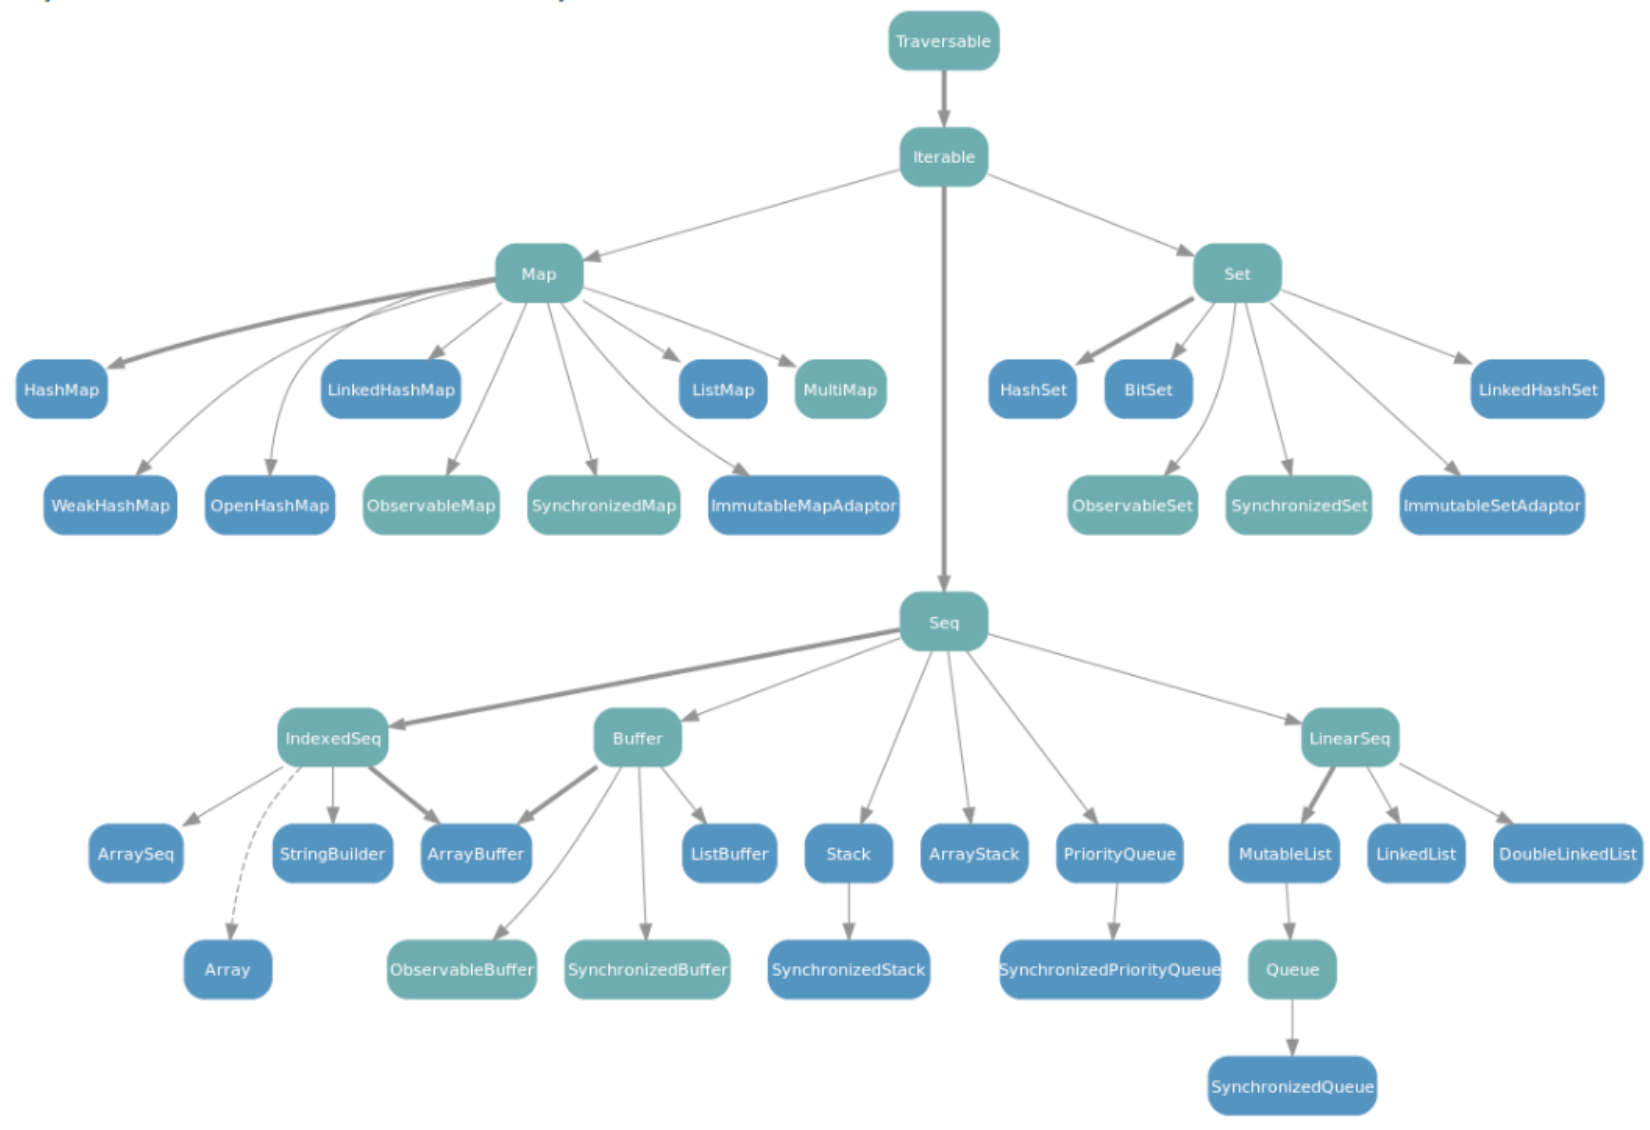 Traversable
Iterable
Map
Set
HashMap
LinkedHashMap
ListMap
MultiMap
HashSet
BitSet
LinkedHashSet
WeakHashMap
OpenHashMap
ObservableMap
SynchronizedMap
ImmutableMapAdaptor
ObservableSet
SynchronizedSet
ImmutableSetAdaptor
Seq
IndexedSeq
Buffer
LinearSeq
ArraySeq
StringBuilder
ArrayBuffer
ListBuffer
Stack
ArrayStack
PriorityQueue
MutableList
LinkedList
DoubleLinkedList
Array
ObservableBuffer
SynchronizedBuffer
SynchronizedStack
SynchronizedPriorityQueue
Queue
SynchronizedQueue